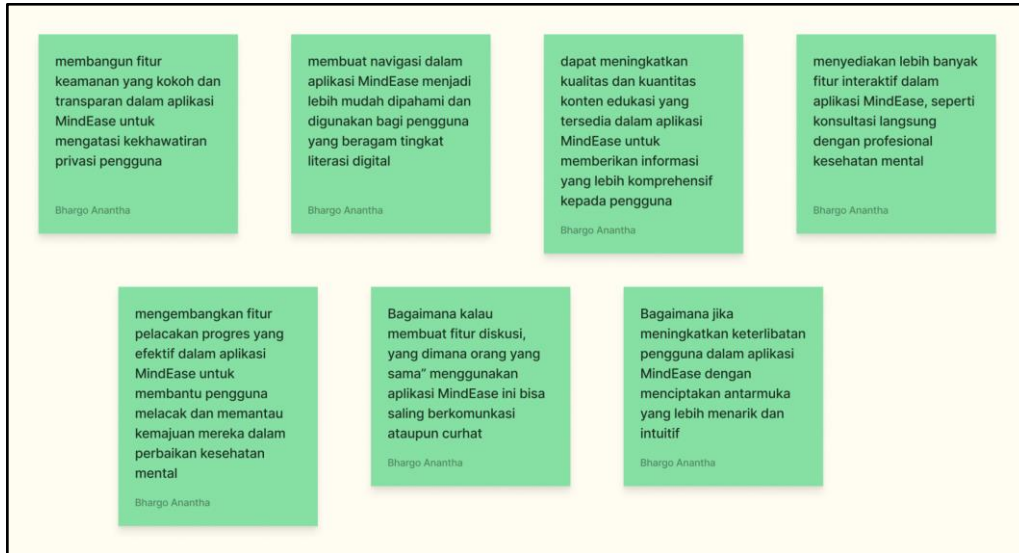 membangun fitur
keamanan yang kokoh dan
transparan dalam aplikasi
MindEase untuk
mengatasi kekhawatiran
privasi pengguna
Bhargo Anantha
membuat navigasi dalam
aplikasi MindEase menjadi
lebih mudah dipahami dan
digunakan bagi pengguna
yang beragam tingkat
literasi digital
Bhargo Anantha
dapat meningkatkan
kualitas dan kuantitas
konten edukasi yang
tersedia dalam aplikasi
MindEase untuk
memberikan informasi
yang lebih komprehensif
kepada pengguna
Bhargo Anantha
menyediakan lebih banyak
fitur interaktif dalam
aplikasi MindEase, seperti
konsultasi langsung
dengan profesional
kesehatan mental
Bhargo Anantha
mengembangkan fitur
pelacakan progres yang
efektif dalam aplikasi
MindEase untuk
membantu pengguna
melacak dan memantau
kemajuan mereka dalam
perbaikan kesehatan
mental
Bhargo Anantha
Bagaimana kalau
membuat fitur diskusi,
yang dimana orang yang
sama” menggunakan
aplikasi MindEase ini bisa
saling berkomunkasi
ataupun curhat
Bhargo Anantha
Bagaimana jika
meningkatkan keterlibatan
pengguna dalam aplikasi
MindEase dengan
menciptakan antarmuka
yang lebih menarik dan
intuitif
Bhargo Anantha